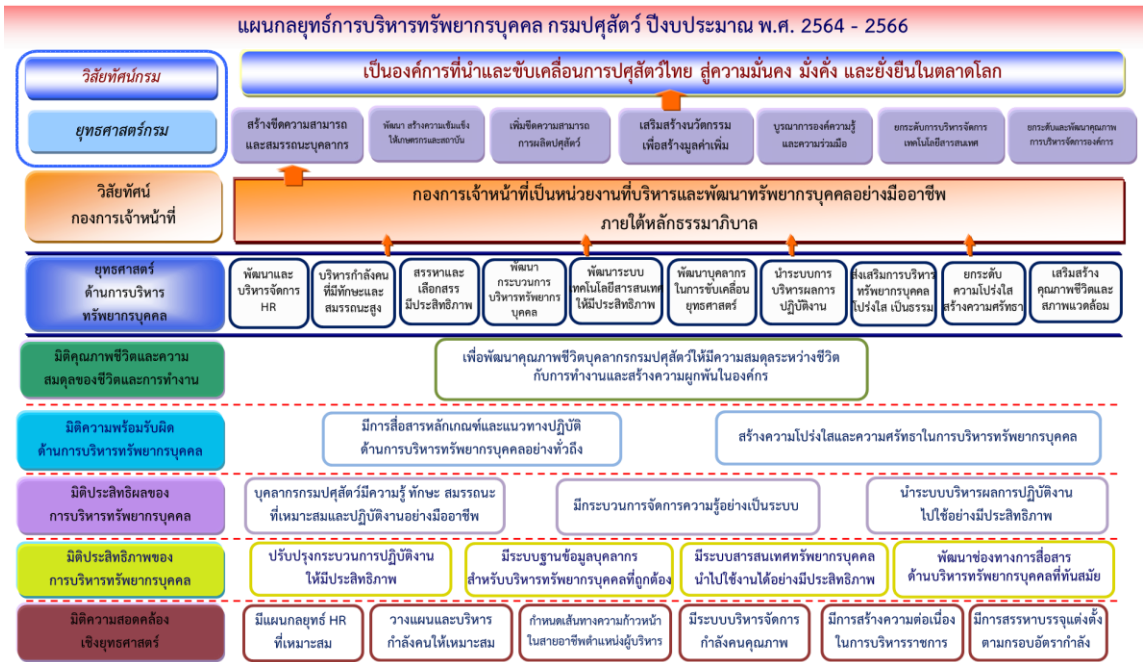 แผนกลยุทธ์การบริหารทรัพยากรบุคคล กรมปศุสัตว์ ปีงบประมาณ พ.ศ. 2564 - 2566
วิสัยทัศน์กรม
เป็นองค์การที่นำและขับเคลื่อนการปศุสัตว์ไทย สู่ความมั่นคง มั่งคั่ง และยั่งยืนในตลาดโลก
ยุทธศาสตร์กรม
สร้างขีดความสามารถ
และสมรรถนะบุคลากร
พัฒนา สร้างความเข้มแข็ง
ให้เกษตรกรและสถาบัน
เพิ่มขีดความสามารถ
การผลิตปศุสัตว์
เสริมสร้างนวัตกรรม
เพื่อสร้างมูลค่าเพิ่ม
บูรณาการองค์ความรู้
และความร่วมมือ
ยกระดับการบริหารจัดการ
เทคโนโลยีสารสนเทศ
ยกระดับและพัฒนาคุณภาพ
การบริหารจัดการองค์การ
วิสัยทัศน์
กองการเจ้าหน้าที่
กองการเจ้าหน้าที่เป็นหน่วยงานที่บริหารและพัฒนาทรัพยากรบุคคลอย่างมืออาชีพ
ภายใต้หลักธรรมาภิบาล
ยุทธศาสตร์
ด้านการบริหาร
ทรัพยากรบุคคล
พัฒนาและ
บริหารจัดการ
HR
บริหารกำลังคน
ที่มีทักษะและ
สมรรถนะสูง
สรรหาและ
เลือกสรร
มีประสิทธิภาพ
พัฒนา
กระบวนการ
บริหารทรัพยากร
บุคคล
พัฒนาระบบ
เทคโนโลยีสารสนเทศ
ให้มีประสิทธิภาพ
พัฒนาบุคลากร
ในการขับเคลื่อน
ยุทธศาสตร์
นำระบบการ
บริหารผลการ
ปฏิบัติงาน
ส่งเสริมการบริหาร
ทรัพยากรบุคคล
โปร่งใส เป็นธรรม
ยกระดับ
ความโปร่งใส
สร้างความศรัทธา
เสริมสร้าง
คุณภาพชีวิตและ
สภาพแวดล้อม
มิติคุณภาพชีวิตและความ
สมดุลของชีวิตและการทำงาน
เพื่อพัฒนาคุณภาพชีวิตบุคลากรกรมปศุสัตว์ให้มีความสมดุลระหว่างชีวิต
กับการทำงานและสร้างความผูกพันในองค์กร
มิติความพร้อมรับผิด
ด้านการบริหารทรัพยากรบุคคล
มีการสื่อสารหลักเกณฑ์และแนวทางปฏิบัติ
ด้านการบริหารทรัพยากรบุคคลอย่างทั่วถึง
สร้างความโปร่งใสและความศรัทธาในการบริหารทรัพยากรบุคคล
มิติประสิทธิผลของ
การบริหารทรัพยากรบุคคล
บุคลากรกรมปศุสัตว์มีความรู้ ทักษะ สมรรถนะ
ที่เหมาะสมและปฏิบัติงานอย่างมืออาชีพ
มีกระบวนการจัดการความรู้อย่างเป็นระบบ
นำระบบบริหารผลการปฏิบัติงาน
ไปใช้อย่างมีประสิทธิภาพ
มิติประสิทธิภาพของ
การบริหารทรัพยากรบุคคล
ปรับปรุงกระบวนการปฏิบัติงาน
ให้มีประสิทธิภาพ
มีระบบฐานข้อมูลบุคลากร
สำหรับบริหารทรัพยากรบุคคลที่ถูกต้อง
มีระบบสารสนเทศทรัพยากรบุคคล
นำไปใช้งานได้อย่างมีประสิทธิภาพ
พัฒนาช่องทางการสื่อสาร
ด้านบริหารทรัพยากรบุคคลที่ทันสมัย
มิติความสอดคล้อง
เชิงยุทธศาสตร์
มีแผนกลยุทธ์ HR
ที่เหมาะสม
วางแผนและบริหาร
กำลังคนให้เหมาะสม
กำหนดเส้นทางความก้าวหน้า
ในสายอาชีพตำแหน่งผู้บริหาร
มีระบบบริหารจัดการ
กำลังคนคุณภาพ
มีการสร้างความต่อเนื่อง
ในการบริหารราชการ
มีการสรรหาบรรจุแต่งตั้ง
ตามกรอบอัตรากำลัง